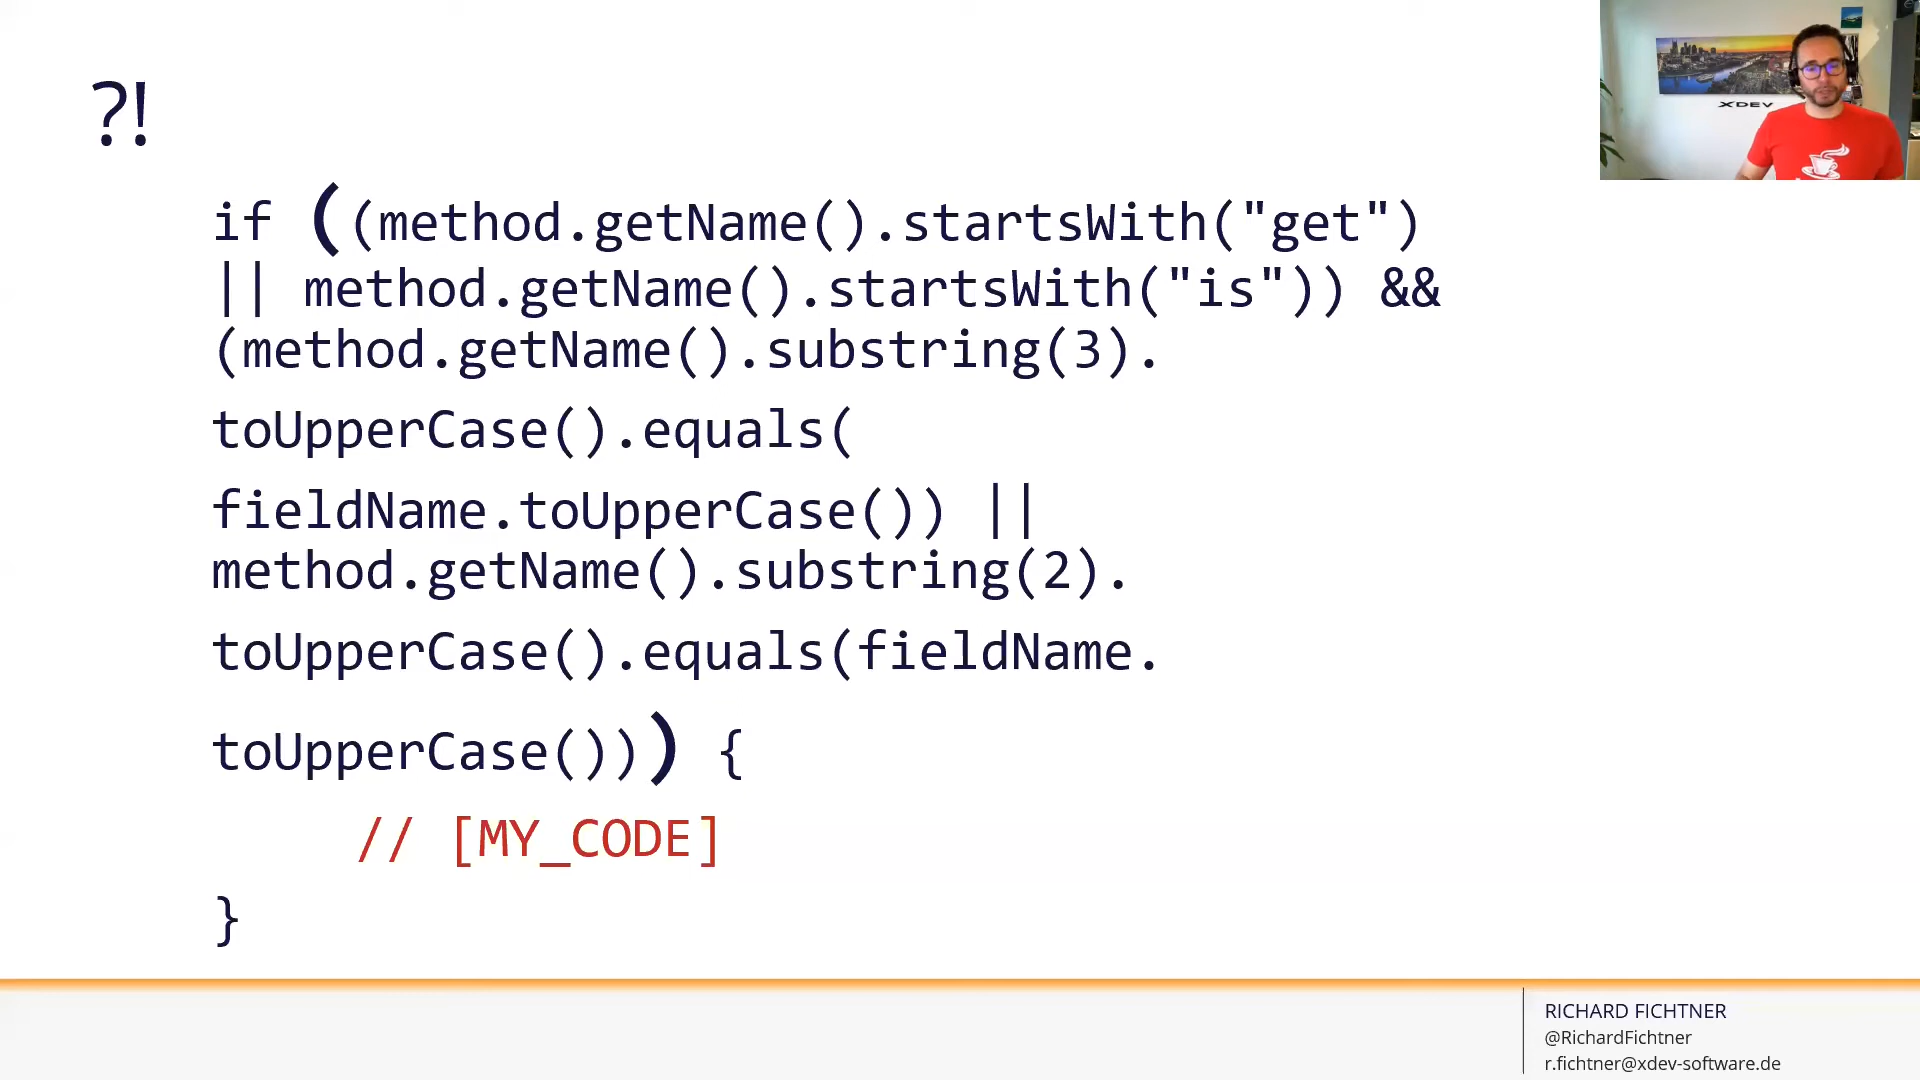 ?!
XDEV
if ((method.getName().startsWith("get")
|| method.getName().startsWith("is")) &&
(method.getName().substring(3).
toUpperCase().equals(
fieldName.toUpperCase()) ||
method.getName().substring(2).
toUpperCase().equals(fieldName.
toUpperCase())) {
// [MY_CODE]
}
RICHARD FICHTNER
@RichardFichtner
r.fichtner@xdev-software.de